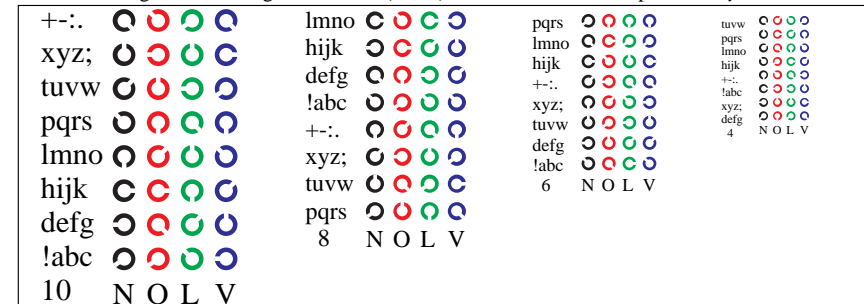 +-:.
xyz;
tuvw
pqrs
lmno
hijk
defg
!abc
10 N O L V
lmno
hijk
defg
!abc
+-:.
xyz;
tuvw
pqrs
8 N O L V
pqrs
lmno
hijk
+-:.
xyz;
tuvw
defg
!abc
6 N O L V
tuvw
pqrs
lmno
hijk
+-:.
!abc
xyz;
defg
4 N O L V